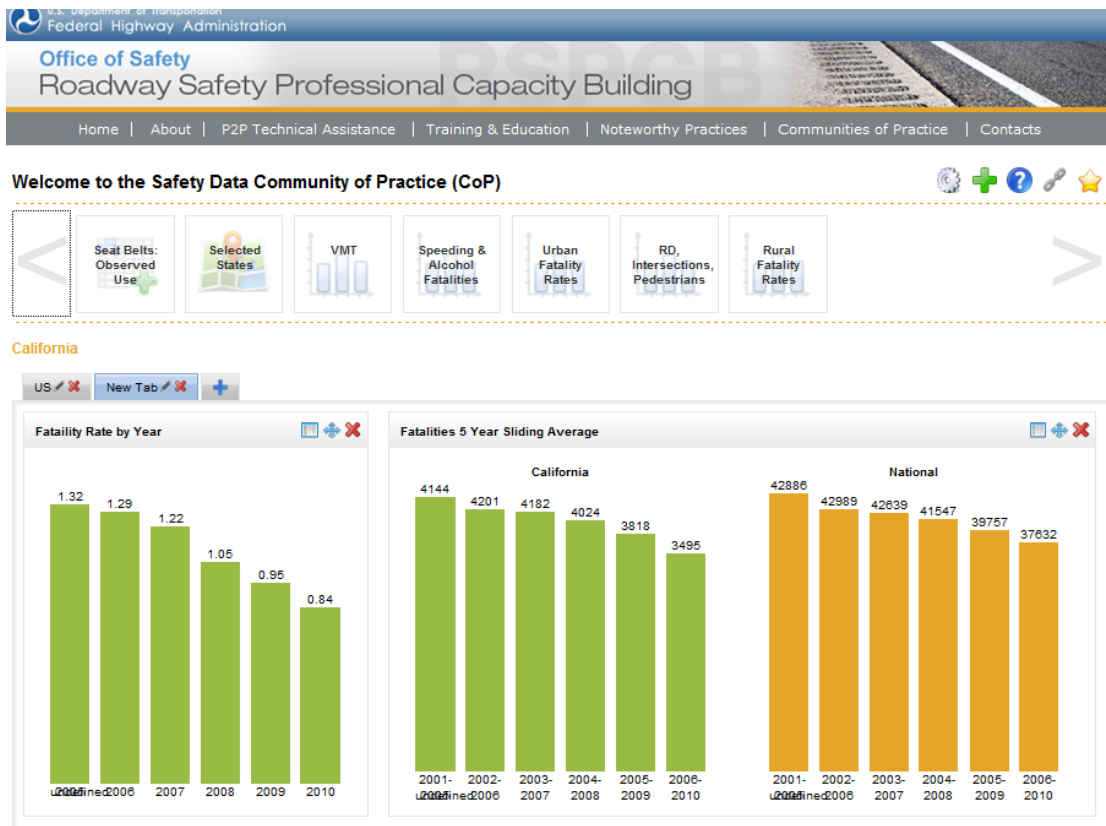 U.S. Department of Transportation
Federal Highway Administration
Office of Safety
Roadway Safety Professional Capacity Building
RSPCB
Home | About | P2P Technical Assistance | Training & Education | Noteworthy Practices | Communities of Practice | Contacts
Welcome to the Safety Data Community of Practice (CoP)
Seat Belts:
Observed
Use
Selected
States
VMT
Speeding &
Alcohol
Fatalities
Urban
Fatality
Rates
RD,
Intersections,
Pedestrians
Rural
Fatality
Rates
California
US
New Tab
Fataility Rate by Year
1.32
1.29
1.22
1.05
0.95
0.84
undefined 2006 2007 2008 2009 2010
Fatalities 5 Year Sliding Average
California
4144
4201
4182
4024
3818
3495
2001- 2002- 2003- 2004- 2005- 2006-
undefined 2006 2007 2008 2009 2010
National
42886
42989
42639
41547
39757
37632
2001- 2002- 2003- 2004- 2005- 2006-
undefined 2006 2007 2008 2009 2010